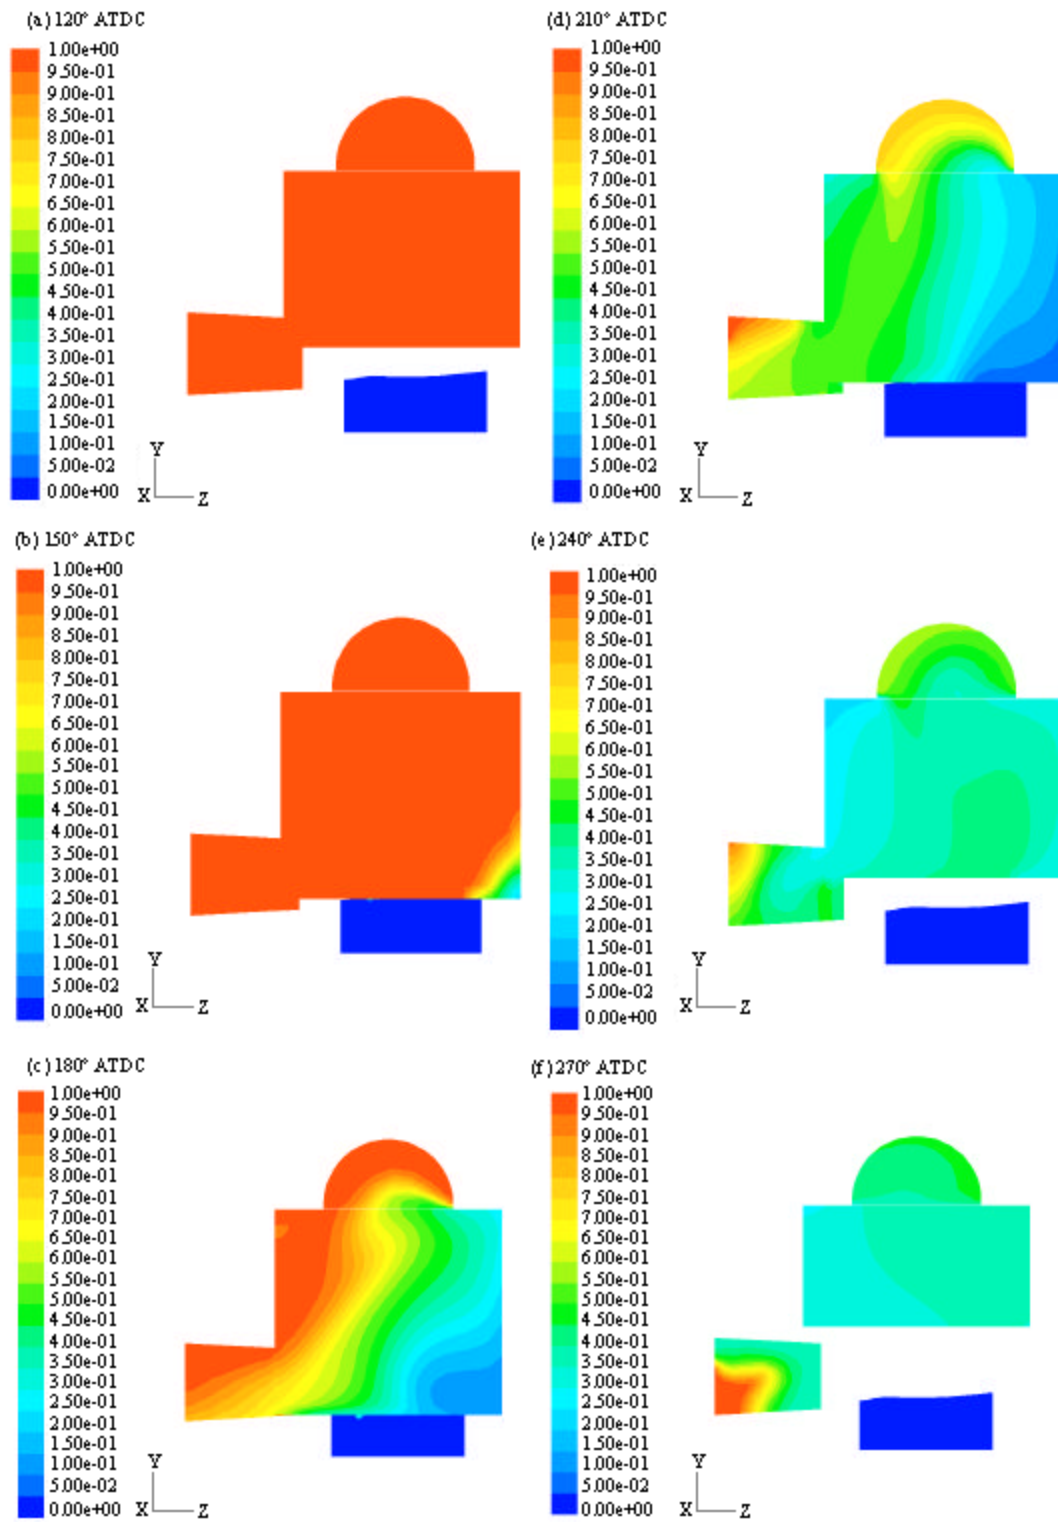 (a) 120° ATDC
1.00e+00
9.50e-01
9.00e-01
8.50e-01
8.00e-01
7.50e-01
7.00e-01
6.50e-01
6.00e-01
5.50e-01
5.00e-01
4.50e-01
4.00e-01
3.50e-01
3.00e-01
2.50e-01
2.00e-01
1.50e-01
1.00e-01
5.00e-02
0.00e+00
Y
X
Z
(b) 150° ATDC
1.00e+00
9.50e-01
9.00e-01
8.50e-01
8.00e-01
7.50e-01
7.00e-01
6.50e-01
6.00e-01
5.50e-01
5.00e-01
4.50e-01
4.00e-01
3.50e-01
3.00e-01
2.50e-01
2.00e-01
1.50e-01
1.00e-01
5.00e-02
0.00e+00
Y
X
Z
(c) 180° ATDC
1.00e+00
9.50e-01
9.00e-01
8.50e-01
8.00e-01
7.50e-01
7.00e-01
6.50e-01
6.00e-01
5.50e-01
5.00e-01
4.50e-01
4.00e-01
3.50e-01
3.00e-01
2.50e-01
2.00e-01
1.50e-01
1.00e-01
5.00e-02
0.00e+00
Y
X
Z
(d) 210° ATDC
1.00e+00
9.50e-01
9.00e-01
8.50e-01
8.00e-01
7.50e-01
7.00e-01
6.50e-01
6.00e-01
5.50e-01
5.00e-01
4.50e-01
4.00e-01
3.50e-01
3.00e-01
2.50e-01
2.00e-01
1.50e-01
1.00e-01
5.00e-02
0.00e+00
Y
X
Z
(e) 240° ATDC
1.00e+00
9.50e-01
9.00e-01
8.50e-01
8.00e-01
7.50e-01
7.00e-01
6.50e-01
6.00e-01
5.50e-01
5.00e-01
4.50e-01
4.00e-01
3.50e-01
3.00e-01
2.50e-01
2.00e-01
1.50e-01
1.00e-01
5.00e-02
0.00e+00
Y
X
Z
(f) 270° ATDC
1.00e+00
9.50e-01
9.00e-01
8.50e-01
8.00e-01
7.50e-01
7.00e-01
6.50e-01
6.00e-01
5.50e-01
5.00e-01
4.50e-01
4.00e-01
3.50e-01
3.00e-01
2.50e-01
2.00e-01
1.50e-01
1.00e-01
5.00e-02
0.00e+00
Y
X
Z